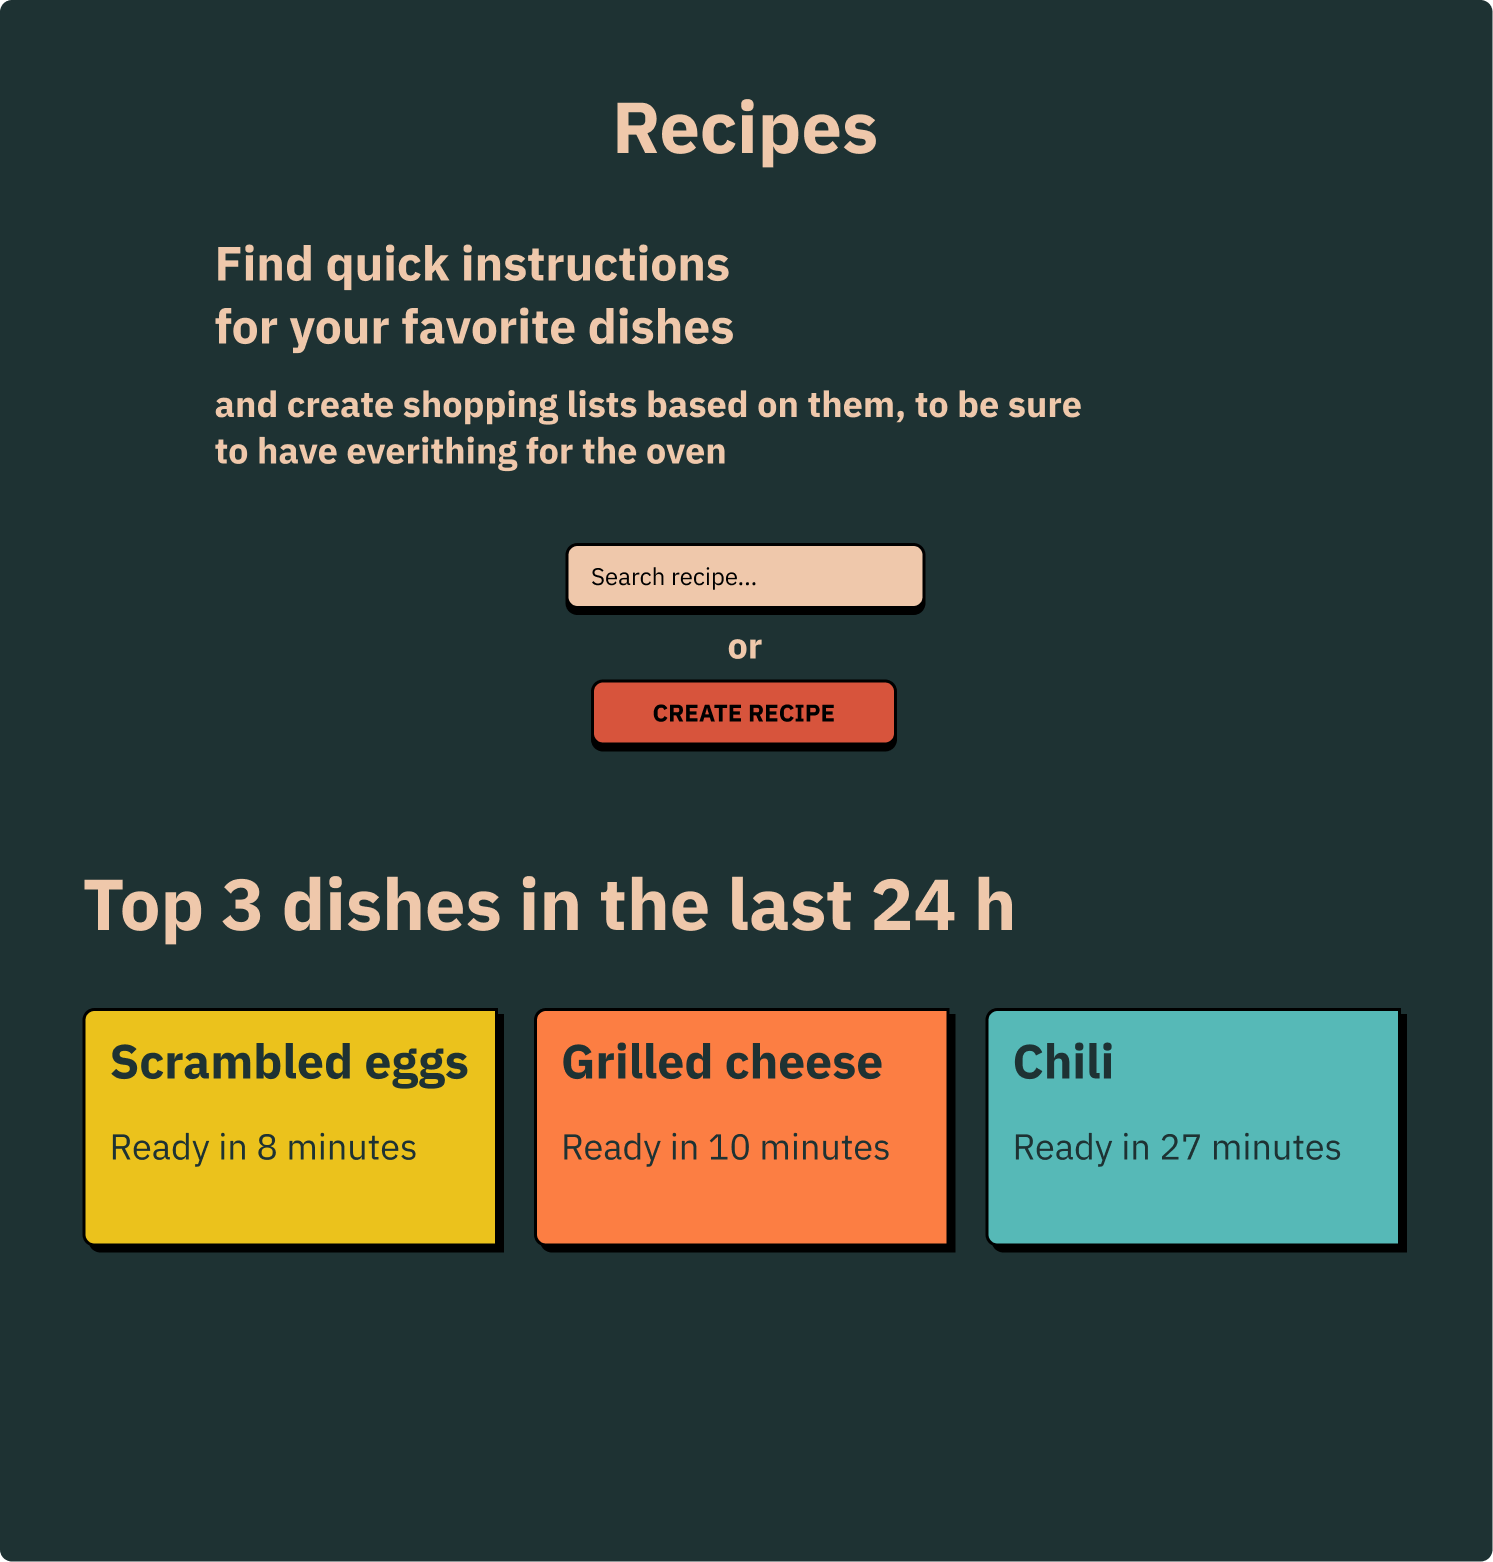 Recipes
Find quick instructions
for your favorite dishes
and create shopping lists based on them, to be sure
to have everithing for the oven
Search recipe...
or
CREATE RECIPE
Top 3 dishes in the last 24 h
Scrambled eggs
Ready in 8 minutes
Grilled cheese
Ready in 10 minutes
Chili
Ready in 27 minutes